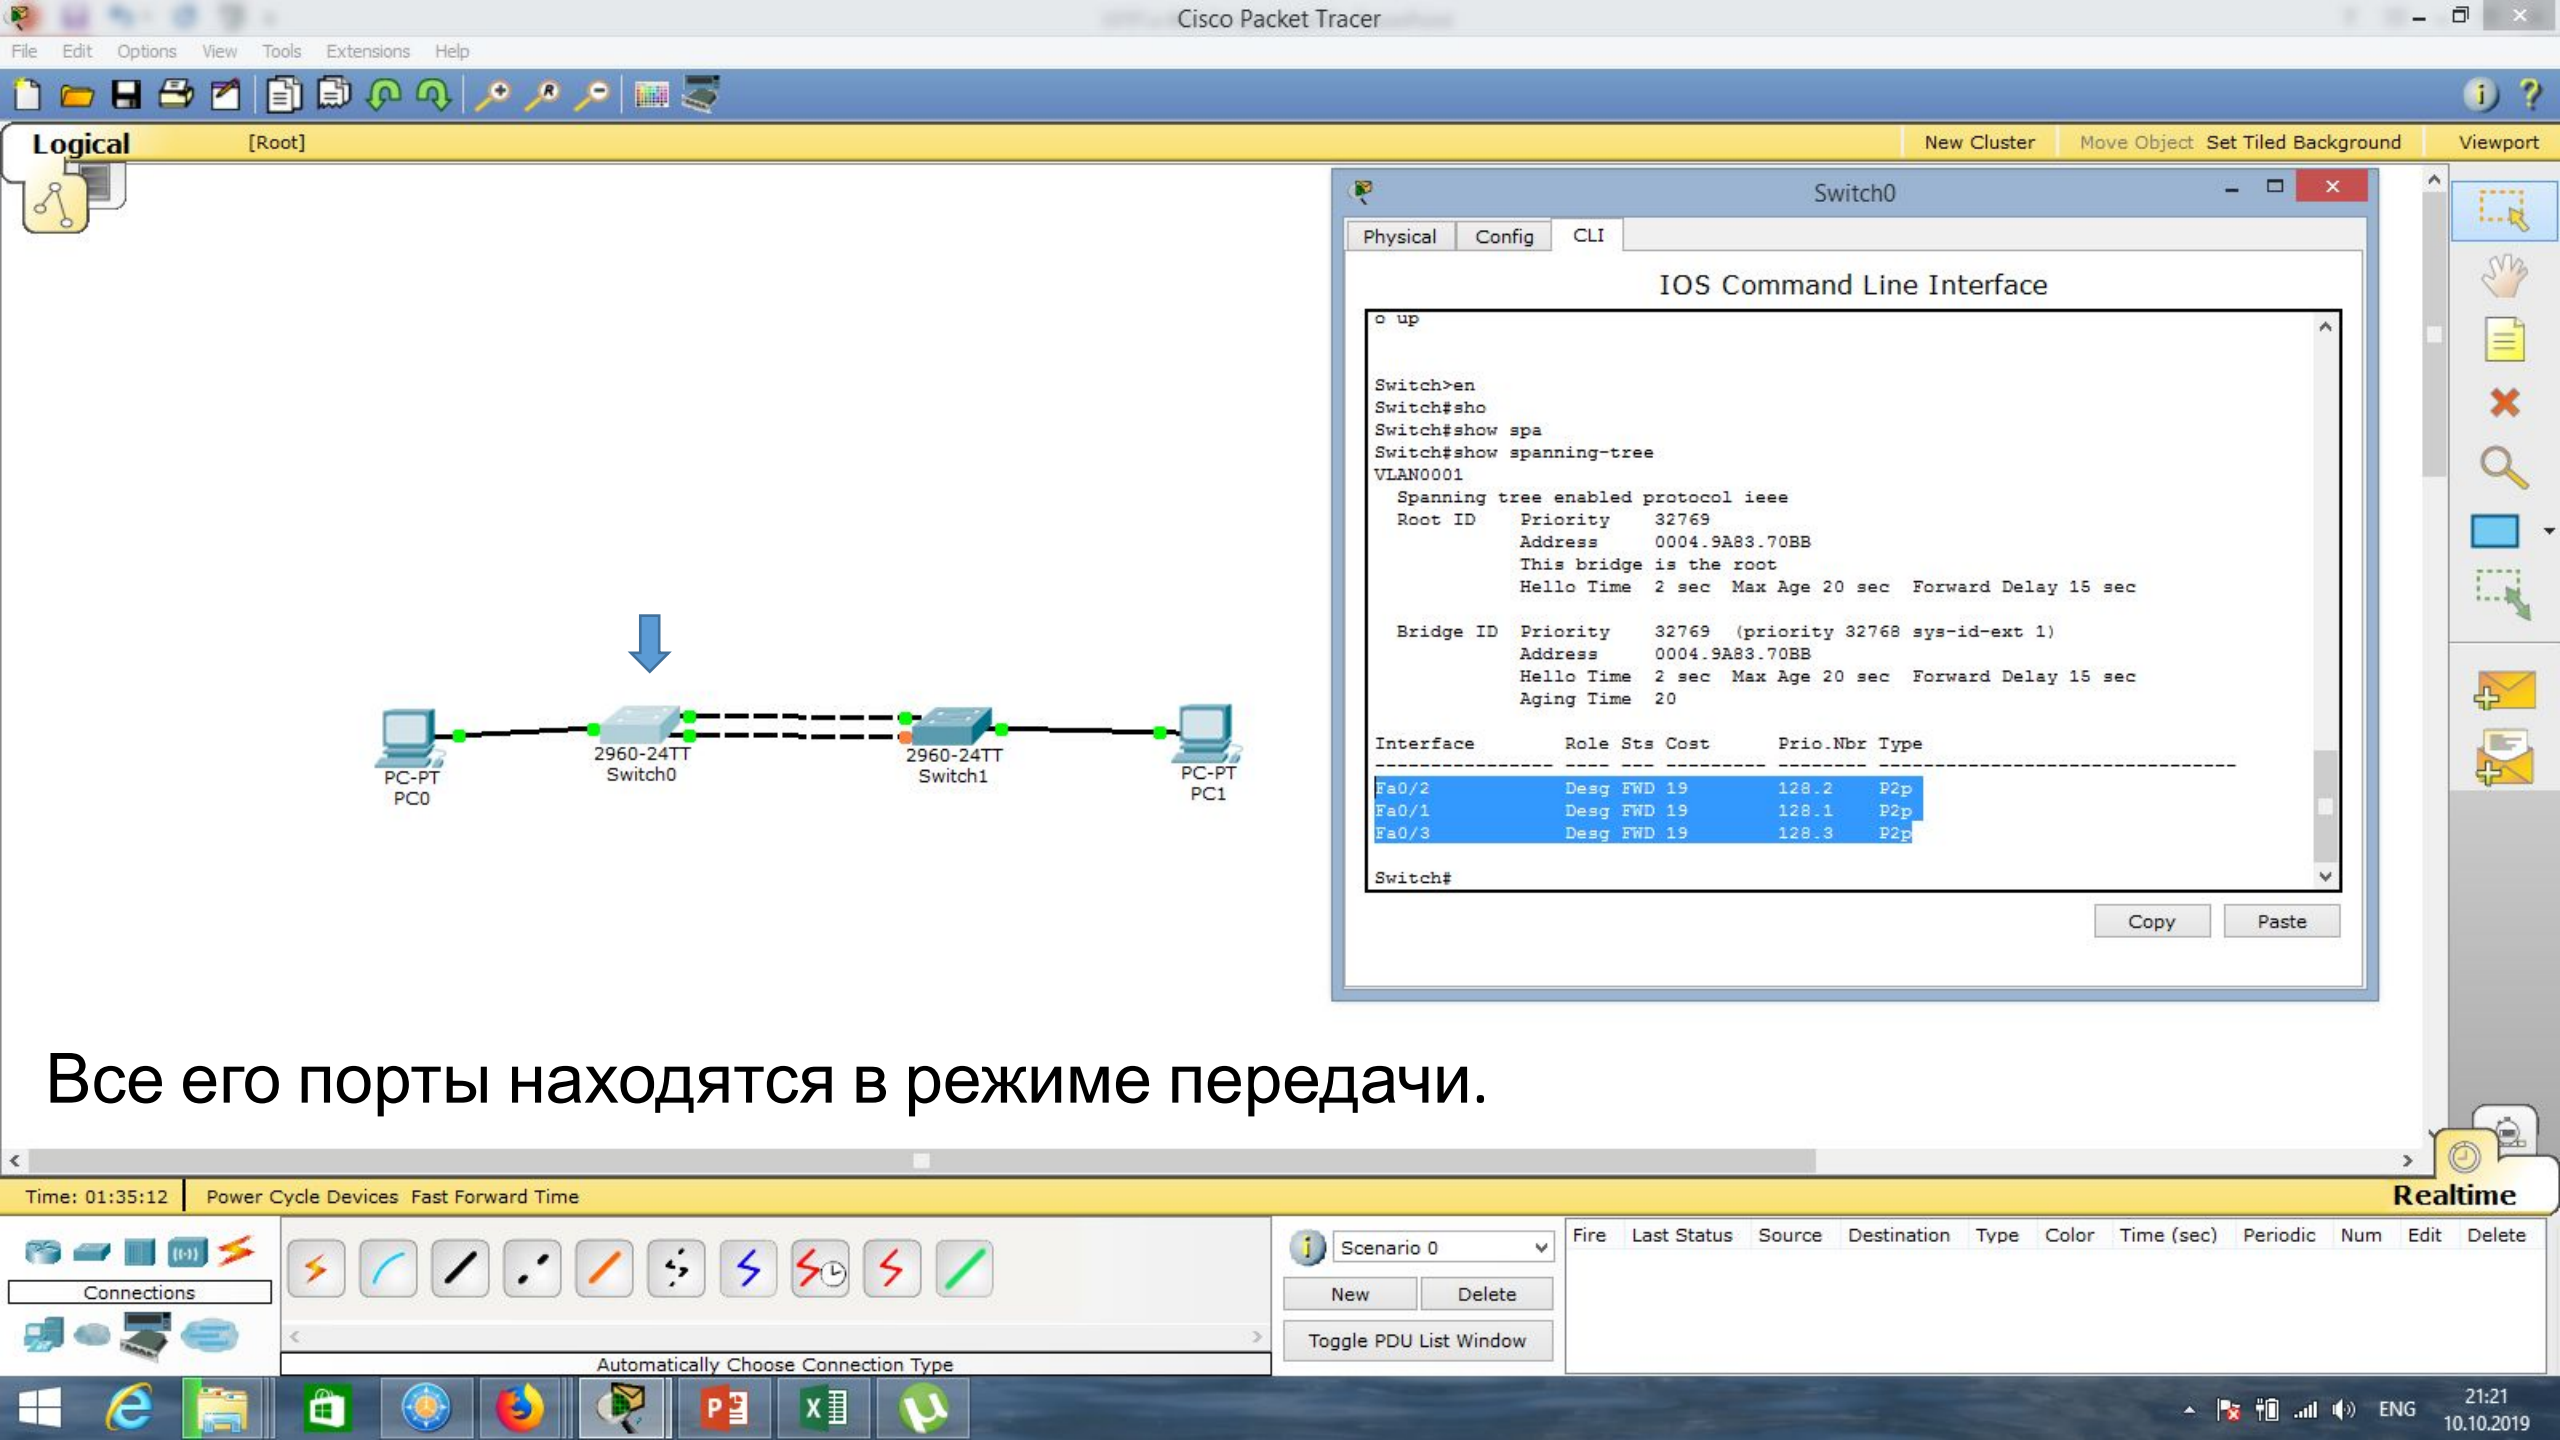 Cisco Packet Tracer
File Edit Options View Tools Extensions Help
Logical [Root] New Cluster Move Object Set Tiled Background Viewport
Switch0
Physical Config CLI
IOS Command Line Interface
o up
Switch>en
Switch#sho
Switch#show spa
Switch#show spanning-tree
VLAN0001
Spanning tree enabled protocol ieee
Root ID Priority 32769
Address 0004.9A83.70BB
This bridge is the root
Hello Time 2 sec Max Age 20 sec Forward Delay 15 sec
Bridge ID Priority 32769 (priority 32768 sys-id-ext 1)
Address 0004.9A83.70BB
Hello Time 2 sec Max Age 20 sec Forward Delay 15 sec
Aging Time 20
Interface Role Sts Cost Prio.Nbr Type
---------------- ---- --- --------- -------- --------------------------------
Fa0/2 Desg FWD 19 128.2 P2p
Fa0/1 Desg FWD 19 128.1 P2p
Fa0/3 Desg FWD 19 128.3 P2p
Switch#
Copy Paste
PC-PT
PC0
2960-24TT
Switch0
2960-24TT
Switch1
PC-PT
PC1
Все его порты находятся в режиме передачи.
Time: 01:35:12 Power Cycle Devices Fast Forward Time Realtime
Connections
Automatically Choose Connection Type
Scenario 0
New Delete
Toggle PDU List Window
Fire Last Status Source Destination Type Color Time (sec) Periodic Num Edit Delete
ENG
21:21
10.10.2019